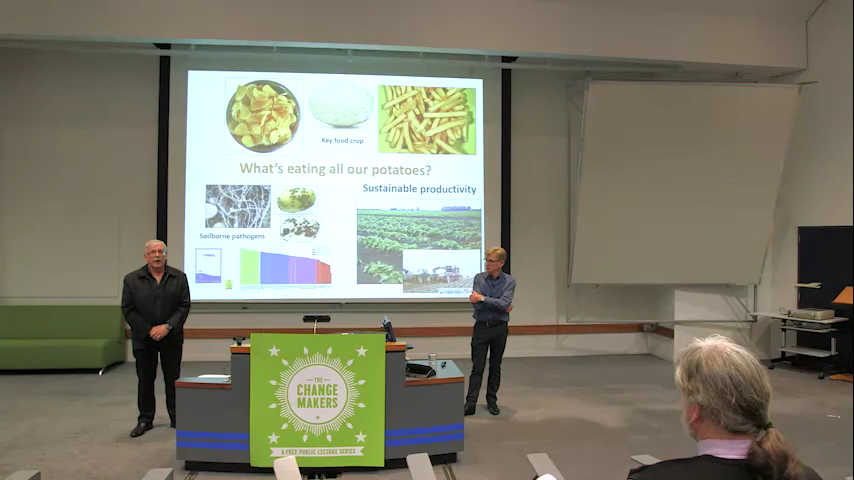 Key food crop
What's eating all our potatoes?
Sustainable productivity
Soilborne pathogens
THE
CHANGE
MAKERS
A FREE PUBLIC LECTURE SERIES